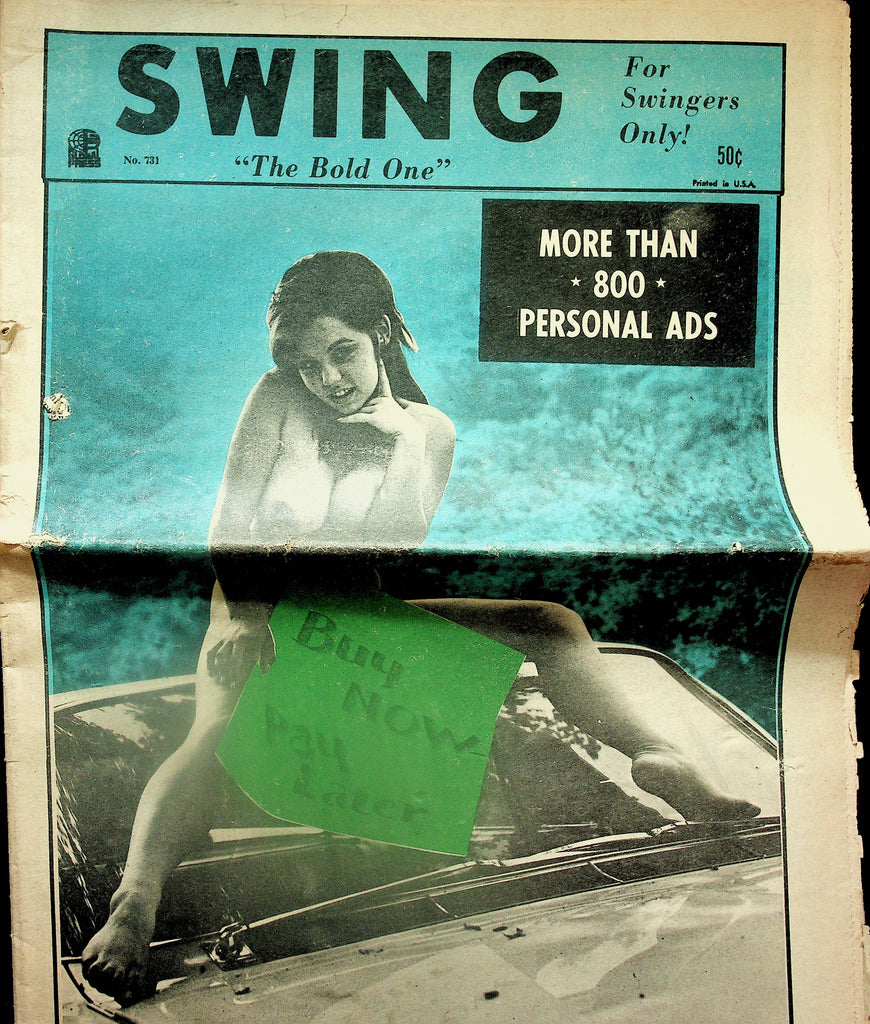 SWING
For
Swingers
Only!
No. 731
"The Bold One"
50¢
Printed in U.S.A.
MORE THAN
★ 800 ★
PERSONAL ADS
Buy
NOW
Pay
Later